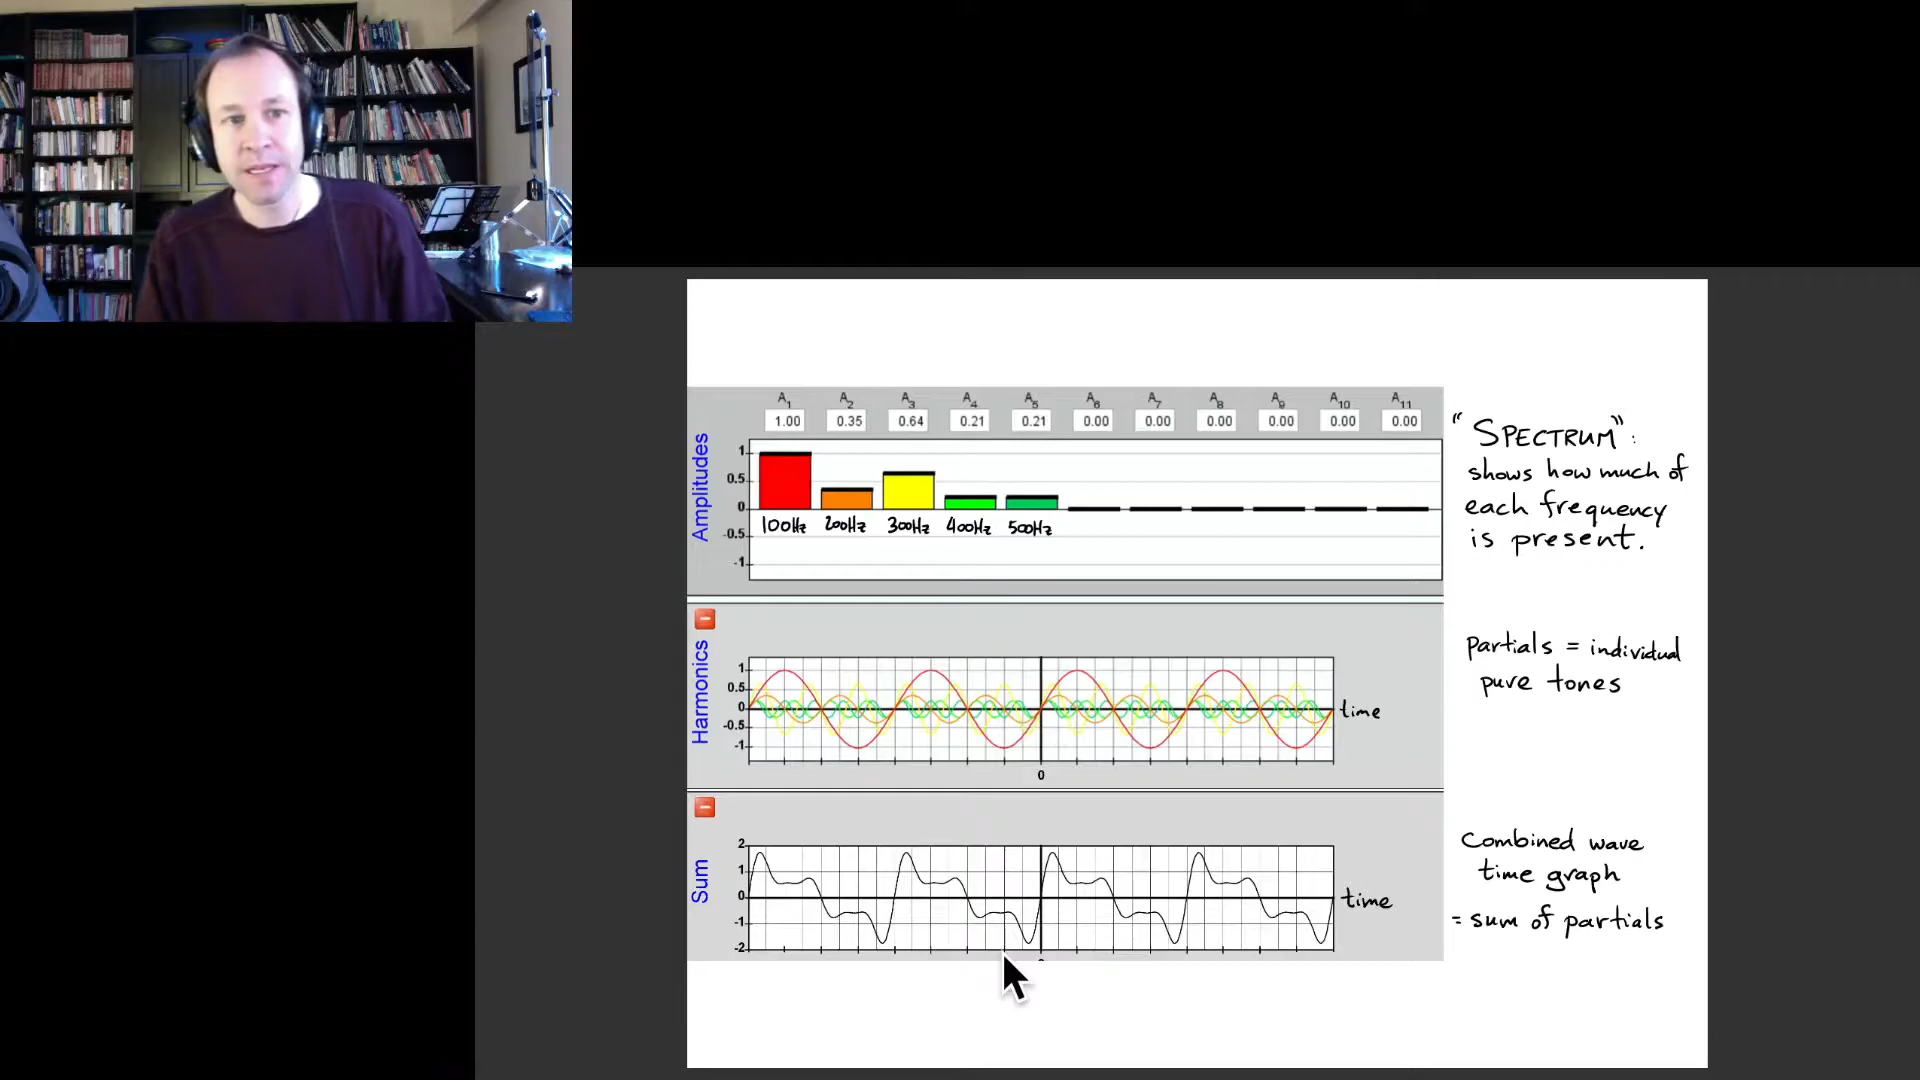 A1 A2 A3 A4 A5 A6 A7 A8 A9 A10 A11
1.00 0.35 0.64 0.21 0.21 0.00 0.00 0.00 0.00 0.00 0.00
Amplitudes
1
0.5
0
-0.5
-1
100Hz 200Hz 300Hz 400Hz 500Hz
"SPECTRUM":
shows how much of
each frequency
is present.
Harmonics
1
0.5
0
-0.5
-1
0
time
partials = individual
pure tones
Sum
2
1
0
-1
-2
time
Combined wave
time graph
= sum of partials